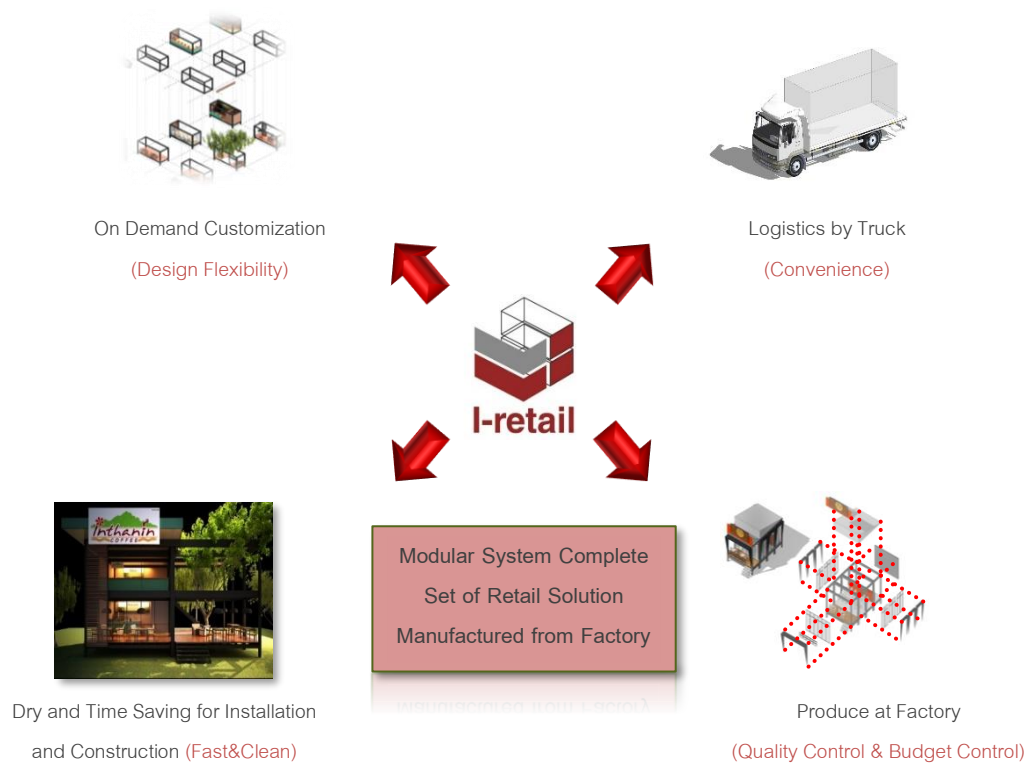 On Demand Customization
(Design Flexibility)
Logistics by Truck
(Convenience)
I-retail
Inthanin
COFFEE
Modular System Complete
Set of Retail Solution
Manufactured from Factory
Dry and Time Saving for Installation
and Construction (Fast&Clean)
Produce at Factory
(Quality Control & Budget Control)